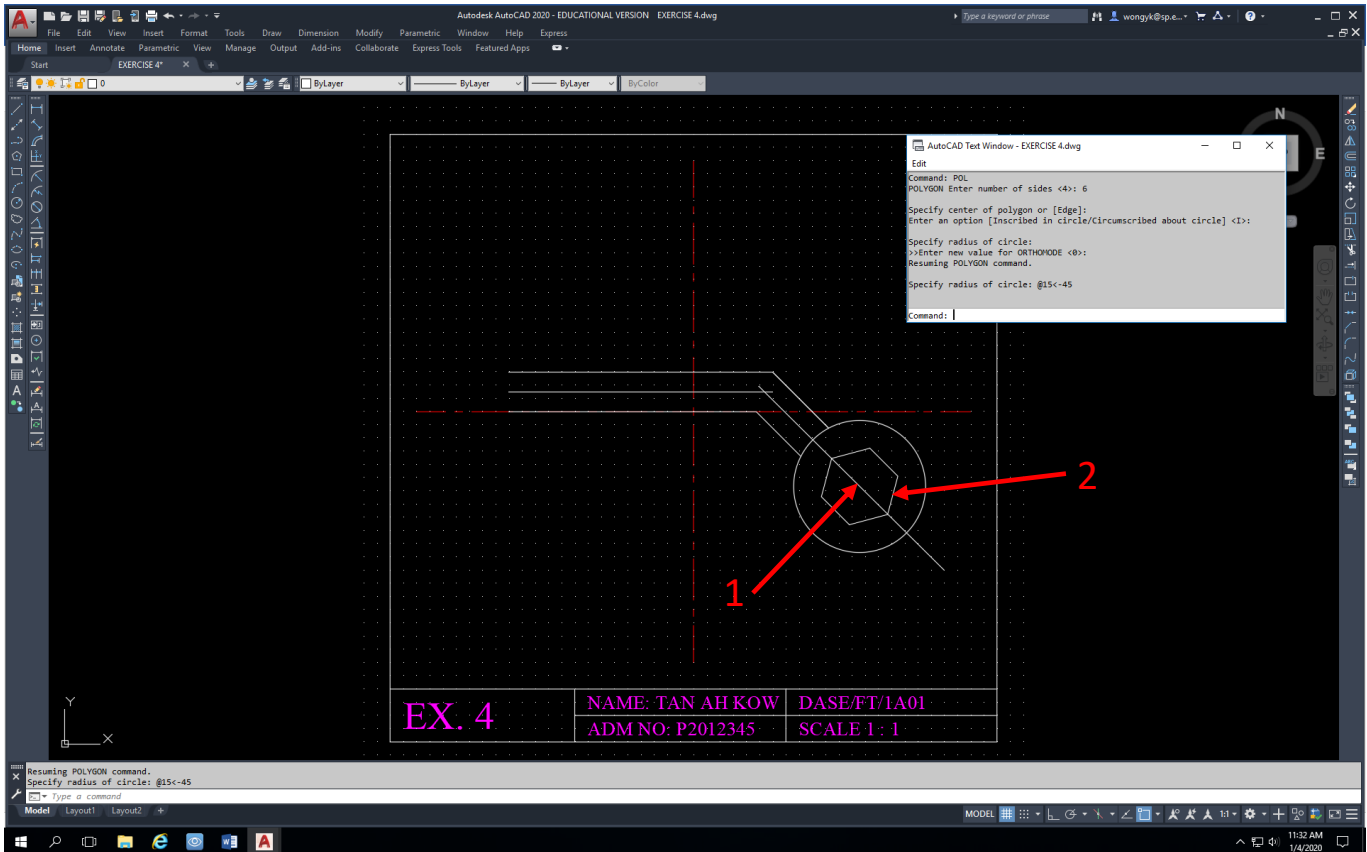 Autodesk AutoCAD 2020 - EDUCATIONAL VERSION EXERCISE 4.dwg
Type a keyword or phrase
wongyk@sp.e...
File Edit View Insert Format Tools Draw Dimension Modify Parametric Window Help Express
Home Insert Annotate Parametric View Manage Output Add-ins Collaborate Express Tools Featured Apps
Start EXERCISE 4*
0 ByLayer ByLayer ByLayer ByColor
N
E
AutoCAD Text Window - EXERCISE 4.dwg
Edit
Command: POL
POLYGON Enter number of sides <4>: 6
Specify center of polygon or [Edge]:
Enter an option [Inscribed in circle/Circumscribed about circle] <I>:
Specify radius of circle:
>>Enter new value for ORTHOMODE <0>:
Resuming POLYGON command.
Specify radius of circle: @15<-45
Command:
2
1
EX. 4
NAME: TAN AH KOW DASE/FT/1A01
ADM NO: P2012345 SCALE 1 : 1
Y
X
Resuming POLYGON command.
Specify radius of circle: @15<-45
Type a command
Model Layout1 Layout2 +
MODEL 1:1
11:32 AM
1/4/2020